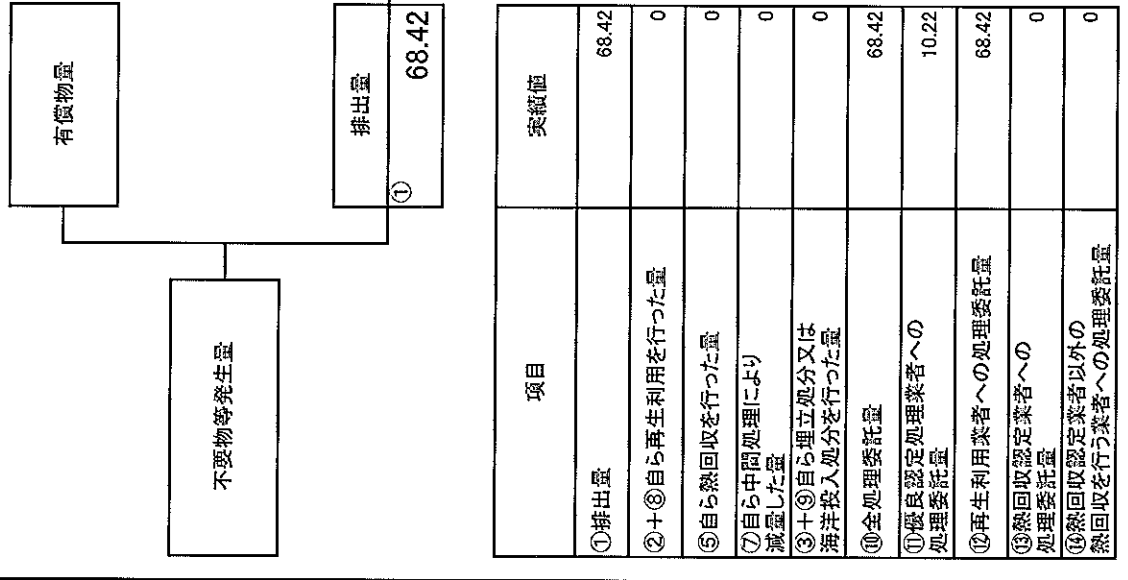 有償物量
不要物等発生量
排出量
①
68.42
項目
実績値
①排出量
68.42
②+⑧自ら再生利用を行った量
0
⑤自ら熱回収を行った量
0
⑦自ら中間処理により
減量した量
0
③+⑨自ら埋立処分又は
海洋投入処分を行った量
0
⑩全処理委託量
68.42
⑪優良認定処理業者への
処理委託量
10.22
⑫再生利用業者への処理委託量
68.42
⑬熱回収認定業者への
処理委託量
0
⑭熱回収認定業者以外の
熱回収を行う業者への処理委託量
0